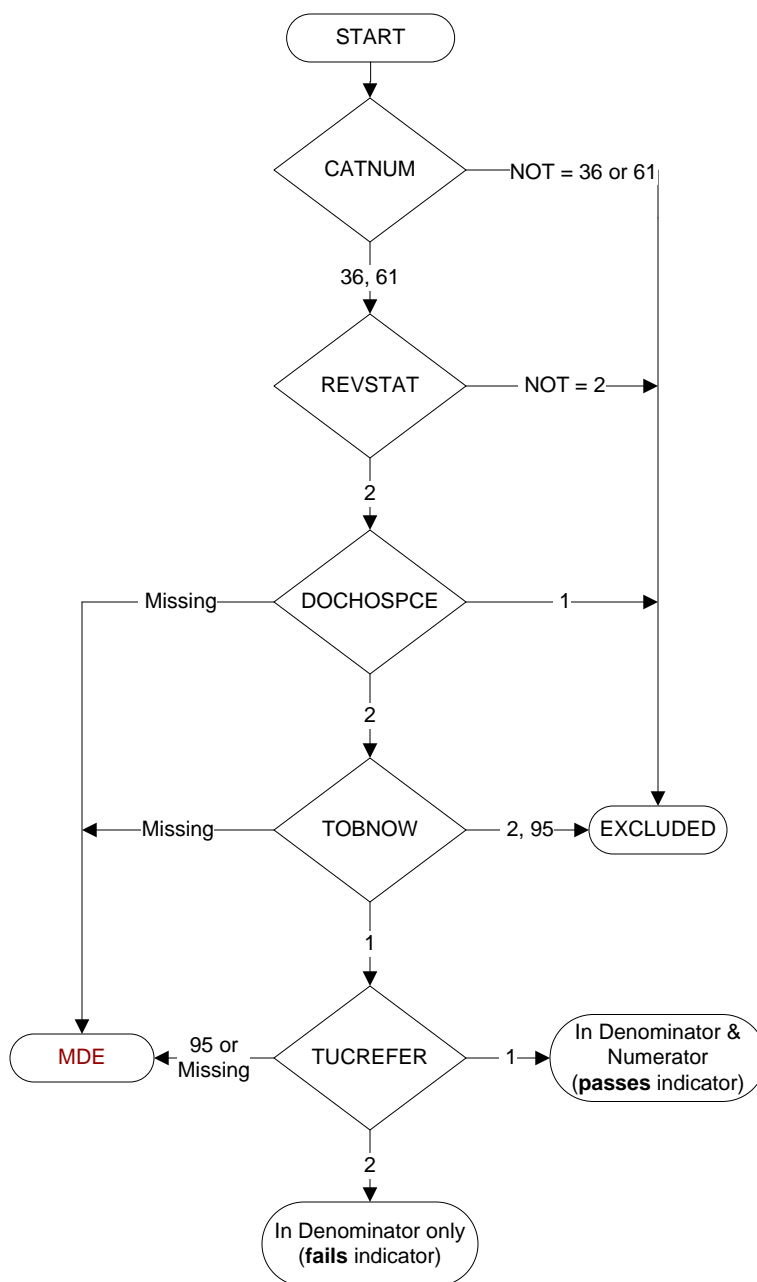 START
CATNUM
NOT = 36 or 61
36, 61
REVSTAT
NOT = 2
2
Missing
DOCHOSPCE
1
2
Missing
TOBNOW
2, 95
EXCLUDED
1
MDE
95 or
Missing
TUCREFER
1
In Denominator &
Numerator
(passes indicator)
2
In Denominator only
(fails indicator)